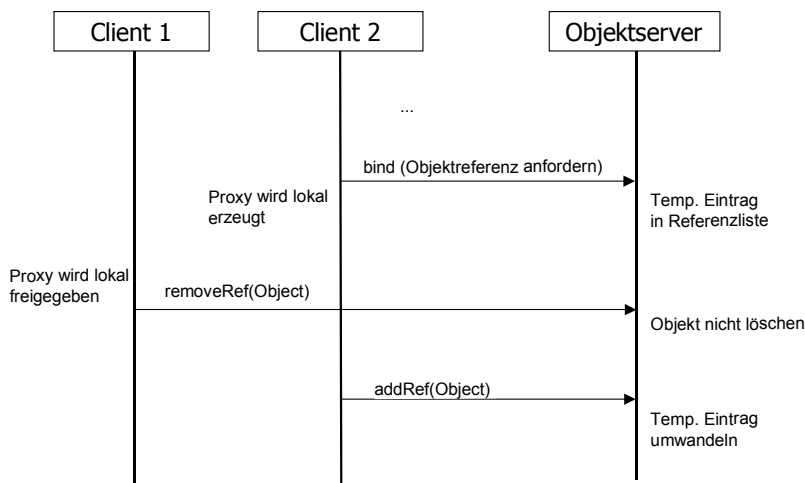 Client 1
Client 2
Objektserver
...
bind (Objektreferenz anfordern)
Proxy wird lokal
erzeugt
Temp. Eintrag
in Referenzliste
Proxy wird lokal
freigegeben
removeRef(Object)
Objekt nicht löschen
addRef(Object)
Temp. Eintrag
umwandeln